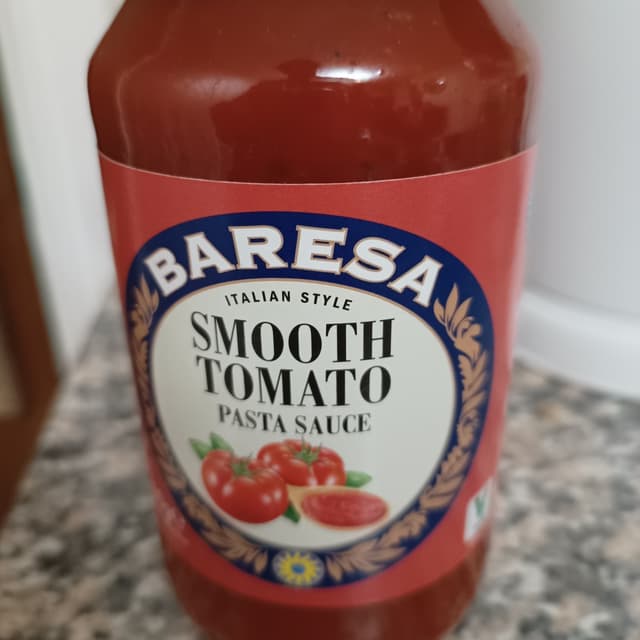 BARESA
ITALIAN STYLE
SMOOTH
TOMATO
PASTA SAUCE